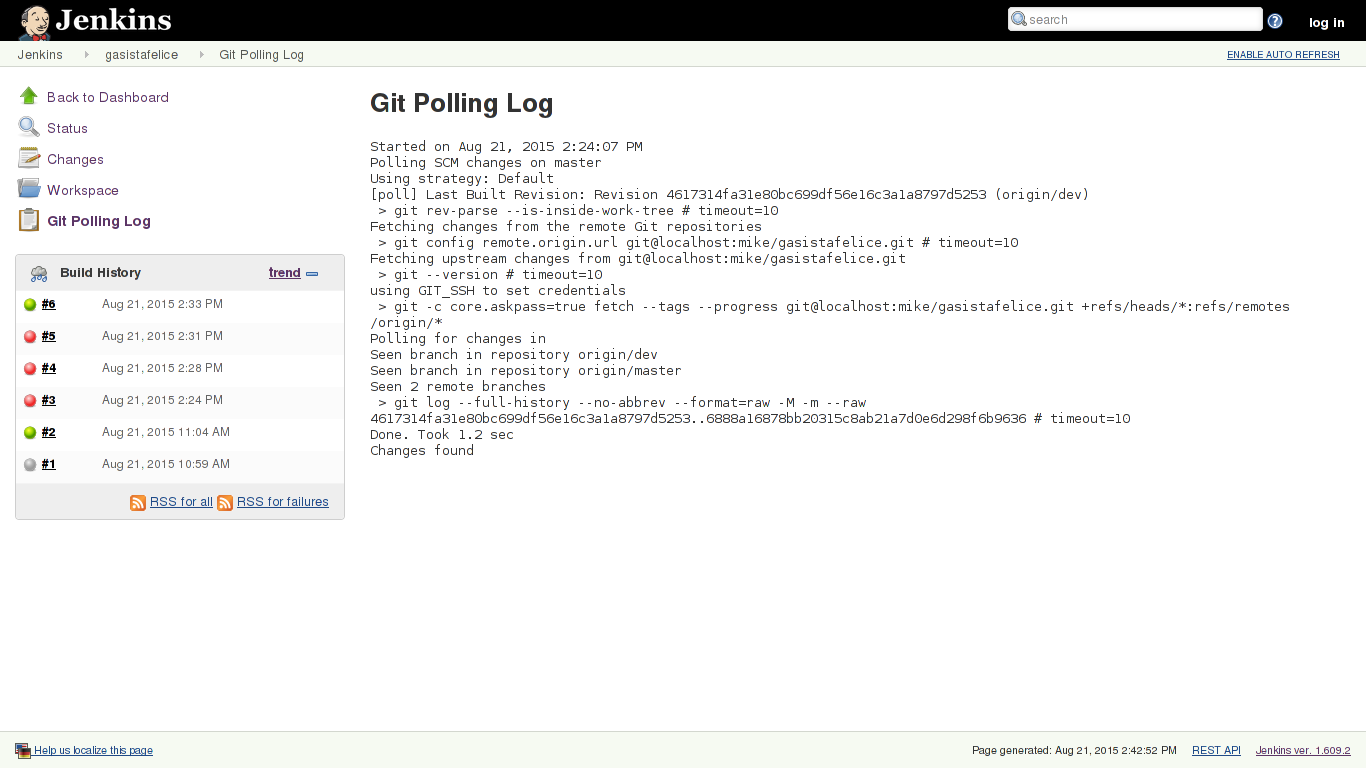 Jenkins
search
log in
Jenkins gasistafelice Git Polling Log
ENABLE AUTO REFRESH
Back to Dashboard
Status
Changes
Workspace
Git Polling Log
Build History trend
#6 Aug 21, 2015 2:33 PM
#5 Aug 21, 2015 2:31 PM
#4 Aug 21, 2015 2:28 PM
#3 Aug 21, 2015 2:24 PM
#2 Aug 21, 2015 11:04 AM
#1 Aug 21, 2015 10:59 AM
RSS for all RSS for failures
Git Polling Log
Started on Aug 21, 2015 2:24:07 PM
Polling SCM changes on master
Using strategy: Default
[poll] Last Built Revision: Revision 4617314fa31e80bc699df56e16c3a1a8797d5253 (origin/dev)
> git rev-parse --is-inside-work-tree # timeout=10
Fetching changes from the remote Git repositories
> git config remote.origin.url git@localhost:mike/gasistafelice.git # timeout=10
Fetching upstream changes from git@localhost:mike/gasistafelice.git
> git --version # timeout=10
using GIT_SSH to set credentials
> git -c core.askpass=true fetch --tags --progress git@localhost:mike/gasistafelice.git +refs/heads/*:refs/remotes
/origin/*
Polling for changes in
Seen branch in repository origin/dev
Seen branch in repository origin/master
Seen 2 remote branches
> git log --full-history --no-abbrev --format=raw -M -m --raw
4617314fa31e80bc699df56e16c3a1a8797d5253..6888a16878bb20315c8ab21a7d0e6d298f6b9636 # timeout=10
Done. Took 1.2 sec
Changes found
Help us localize this page
Page generated: Aug 21, 2015 2:42:52 PM REST API Jenkins ver. 1.609.2